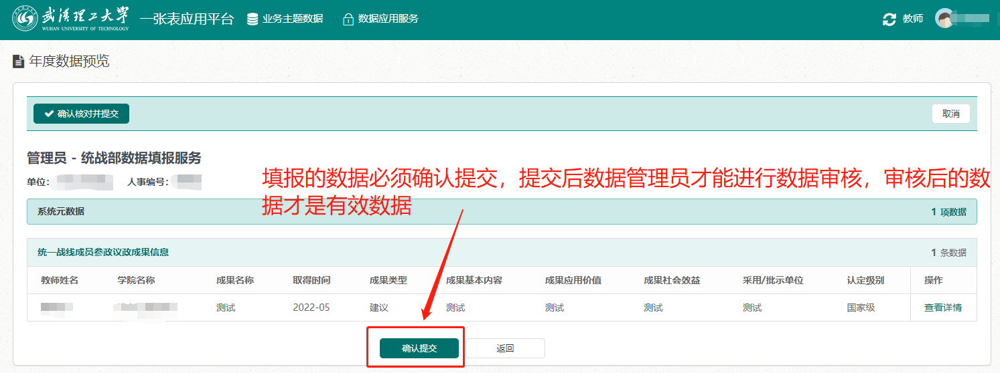 武汉理工大学
WUHAN UNIVERSITY OF TECHNOLOGY
一张表应用平台 业务主题数据 数据应用服务 教师
年度数据预览
确认核对并提交 取消
管理员 - 统战部数据填报服务
单位： 人事编号：
填报的数据必须确认提交，提交后数据管理员才能进行数据审核，审核后的数
据才是有效数据
系统元数据 1 项数据
统一战线成员参政议政成果信息 1 条数据
教师姓名 学院名称 成果名称 取得时间 成果类型 成果基本内容 成果应用价值 成果社会效益 采用/批示单位 认定级别 操作
测试 2022-05 建议 测试 测试 测试 测试 国家级 查看详情
确认提交 返回